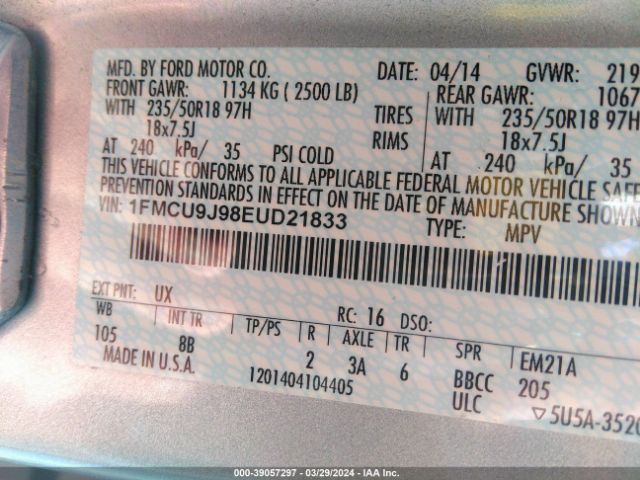 MFD. BY FORD MOTOR CO. DATE: 04/14 GVWR: 219
FRONT GAWR: 1134 KG ( 2500 LB) REAR GAWR: 1067
WITH 235/50R18 97H TIRES WITH 235/50R18 97H
18x7.5J RIMS 18x7.5J
AT 240 kPa/ 35 PSI COLD AT 240 kPa/ 35
THIS VEHICLE CONFORMS TO ALL APPLICABLE FEDERAL MOTOR VEHICLE SAFE
PREVENTION STANDARDS IN EFFECT ON THE DATE OF MANUFACTURE SHOWN
VIN: 1FMCU9J98EUD21833 TYPE: MPV
EXT PNT: UX RC: 16 DSO:
WB INT TR TP/PS R AXLE TR SPR EM21A
105 8B 2 3A 6 BBCC 205
MADE IN U.S.A. 1201404104405 ULC ▽5U5A-3520
000-39057297 - 03/29/2024 - IAA Inc.